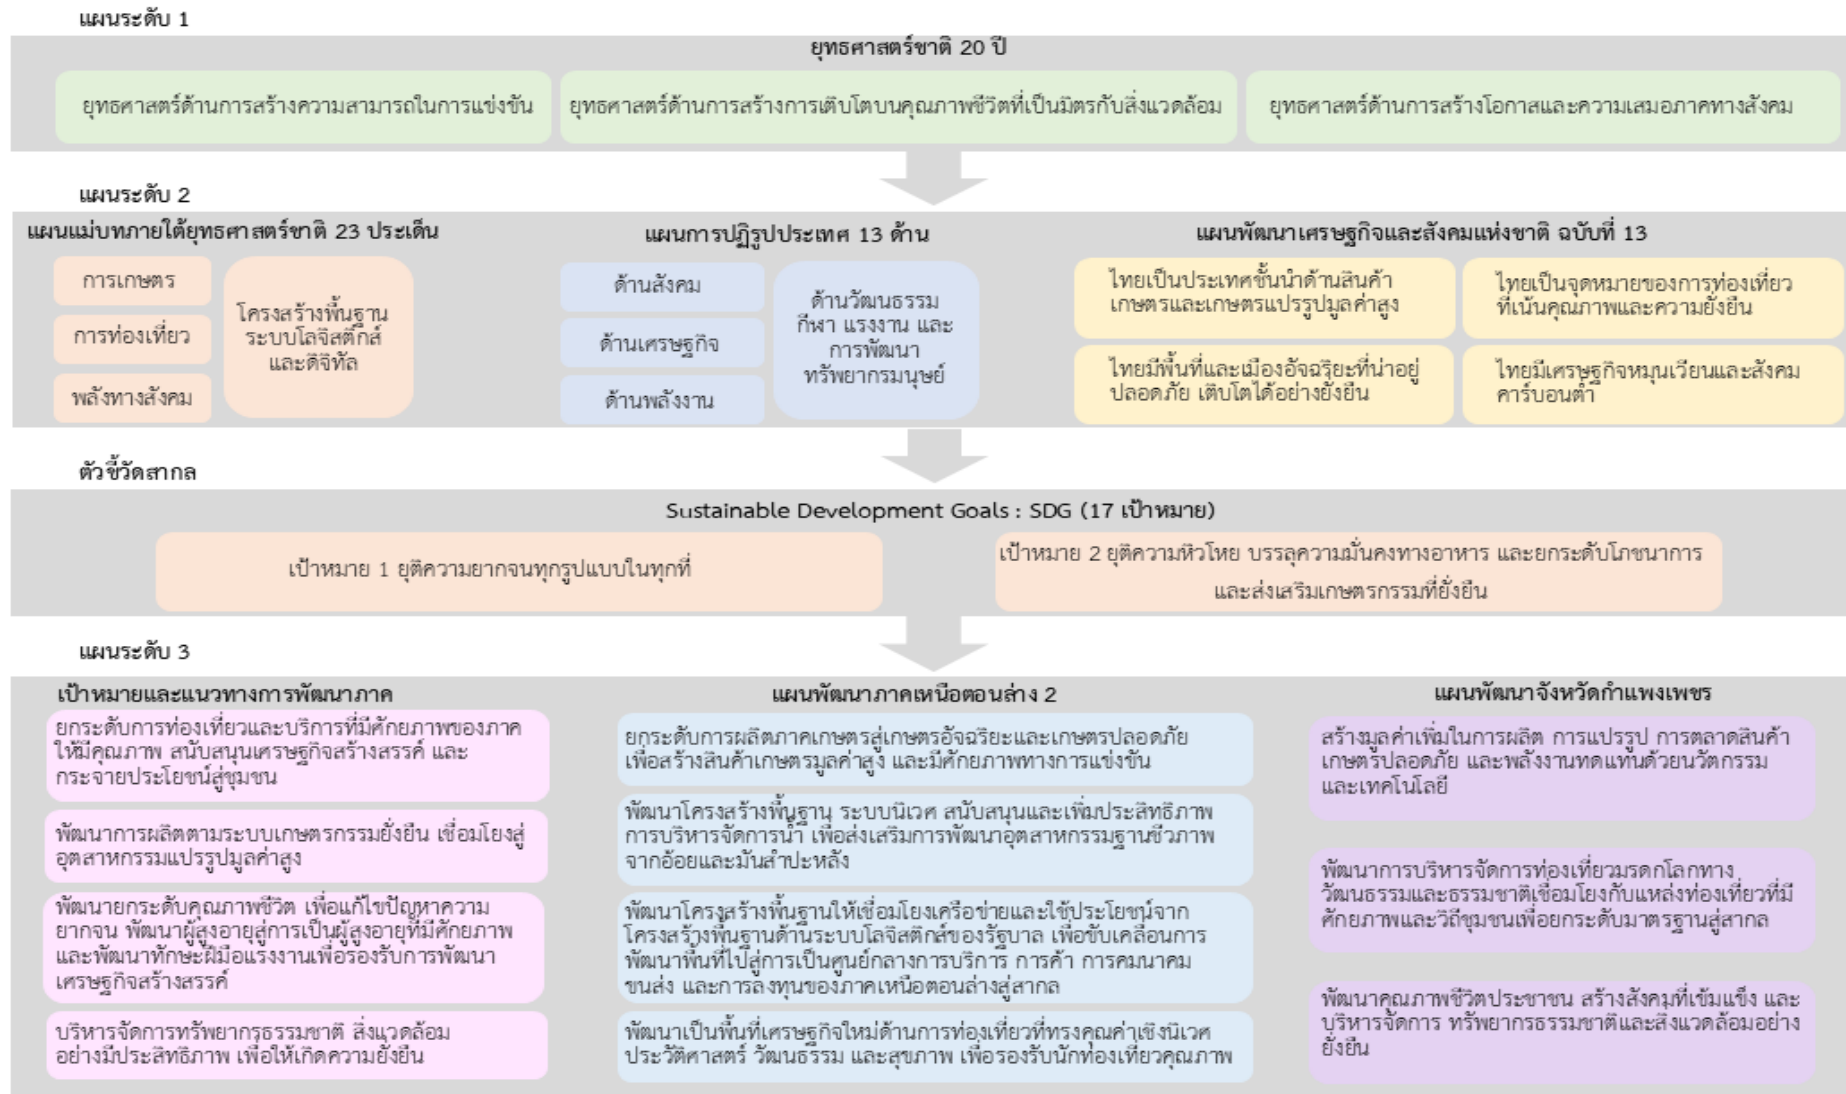 แผนระดับ 1
ยุทธศาสตร์ชาติ 20 ปี
ยุทธศาสตร์ด้านการสร้างความสามารถในการแข่งขัน
ยุทธศาสตร์ด้านการสร้างการเติบโตบนคุณภาพชีวิตที่เป็นมิตรกับสิ่งแวดล้อม
ยุทธศาสตร์ด้านการสร้างโอกาสและความเสมอภาคทางสังคม
แผนระดับ 2
แผนแม่บทภายใต้ยุทธศาสตร์ชาติ 23 ประเด็น
การเกษตร
การท่องเที่ยว
พลังทางสังคม
โครงสร้างพื้นฐาน
ระบบโลจิสติกส์
และดิจิทัล
แผนการปฏิรูปประเทศ 13 ด้าน
ด้านสังคม
ด้านเศรษฐกิจ
ด้านพลังงาน
ด้านวัฒนธรรม
กีฬา แรงงาน และ
การพัฒนา
ทรัพยากรมนุษย์
แผนพัฒนาเศรษฐกิจและสังคมแห่งชาติ ฉบับที่ 13
ไทยเป็นประเทศชั้นนำด้านสินค้า
เกษตรและเกษตรแปรรูปมูลค่าสูง
ไทยเป็นจุดหมายของการท่องเที่ยว
ที่เน้นคุณภาพและความยั่งยืน
ไทยมีพื้นที่และเมืองอัจฉริยะที่น่าอยู่
ปลอดภัย เติบโตได้อย่างยั่งยืน
ไทยมีเศรษฐกิจหมุนเวียนและสังคม
คาร์บอนต่ำ
ตัวชี้วัดสากล
Sustainable Development Goals : SDG (17 เป้าหมาย)
เป้าหมาย 1 ยุติความยากจนทุกรูปแบบในทุกที่
เป้าหมาย 2 ยุติความหิวโหย บรรลุความมั่นคงทางอาหาร และยกระดับโภชนาการ
และส่งเสริมเกษตรกรรมที่ยั่งยืน
แผนระดับ 3
เป้าหมายและแนวทางการพัฒนาภาค
ยกระดับการท่องเที่ยวและบริการที่มีศักยภาพของภาค
ให้มีคุณภาพ สนับสนุนเศรษฐกิจสร้างสรรค์ และ
กระจายประโยชน์สู่ชุมชน
พัฒนาการผลิตตามระบบเกษตรกรรมยั่งยืน เชื่อมโยงสู่
อุตสาหกรรมแปรรูปมูลค่าสูง
พัฒนายกระดับคุณภาพชีวิต เพื่อแก้ไขปัญหาความ
ยากจน พัฒนาผู้สูงอายุสู่การเป็นผู้สูงอายุที่มีศักยภาพ
และพัฒนาทักษะฝีมือแรงงานเพื่อรองรับการพัฒนา
เศรษฐกิจสร้างสรรค์
บริหารจัดการทรัพยากรธรรมชาติ สิ่งแวดล้อม
อย่างมีประสิทธิภาพ เพื่อให้เกิดความยั่งยืน
แผนพัฒนาภาคเหนือตอนล่าง 2
ยกระดับการผลิตภาคเกษตรสู่เกษตรอัจฉริยะและเกษตรปลอดภัย
เพื่อสร้างสินค้าเกษตรมูลค่าสูง และมีศักยภาพทางการแข่งขัน
พัฒนาโครงสร้างพื้นฐาน ระบบนิเวศ สนับสนุนและเพิ่มประสิทธิภาพ
การบริหารจัดการน้ำ เพื่อส่งเสริมการพัฒนาอุตสาหกรรมฐานชีวภาพ
จากอ้อยและมันสำปะหลัง
พัฒนาโครงสร้างพื้นฐานให้เชื่อมโยงเครือข่ายและใช้ประโยชน์จาก
โครงสร้างพื้นฐานด้านระบบโลจิสติกส์ของรัฐบาล เพื่อขับเคลื่อนการ
พัฒนาพื้นที่ไปสู่การเป็นศูนย์กลางการบริการ การค้า การคมนาคม
ขนส่ง และการลงทุนของภาคเหนือตอนล่างสู่สากล
พัฒนาเป็นพื้นที่เศรษฐกิจใหม่ด้านการท่องเที่ยวที่ทรงคุณค่าเชิงนิเวศ
ประวัติศาสตร์ วัฒนธรรม และสุขภาพ เพื่อรองรับนักท่องเที่ยวคุณภาพ
แผนพัฒนาจังหวัดกำแพงเพชร
สร้างมูลค่าเพิ่มในการผลิต การแปรรูป การตลาดสินค้า
เกษตรปลอดภัย และพลังงานทดแทนด้วยนวัตกรรม
และเทคโนโลยี
พัฒนาการบริหารจัดการท่องเที่ยวมรดกโลกทาง
วัฒนธรรมและธรรมชาติเชื่อมโยงกับแหล่งท่องเที่ยวที่มี
ศักยภาพและวิถีชุมชนเพื่อยกระดับมาตรฐานสู่สากล
พัฒนาคุณภาพชีวิตประชาชน สร้างสังคมที่เข้มแข็ง และ
บริหารจัดการ ทรัพยากรธรรมชาติและสิ่งแวดล้อมอย่าง
ยั่งยืน